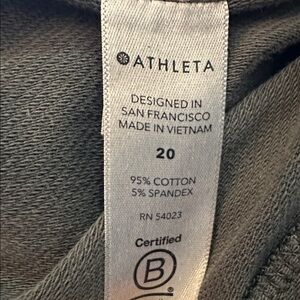 ATHLETA
DESIGNED IN
SAN FRANCISCO
MADE IN VIETNAM
20
95% COTTON
5% SPANDEX
RN 54023
Certified
B